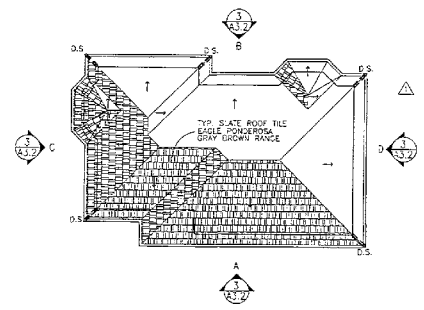 3
A3.2
B
D.S.
D.S.
D.S.
TYP. SLATE ROOF TILE
EAGLE PONDEROSA
GRAY BROWN RANGE
3
A3.2
C
D
3
A3.2
D.S.
D.S.
A
3
A3.2